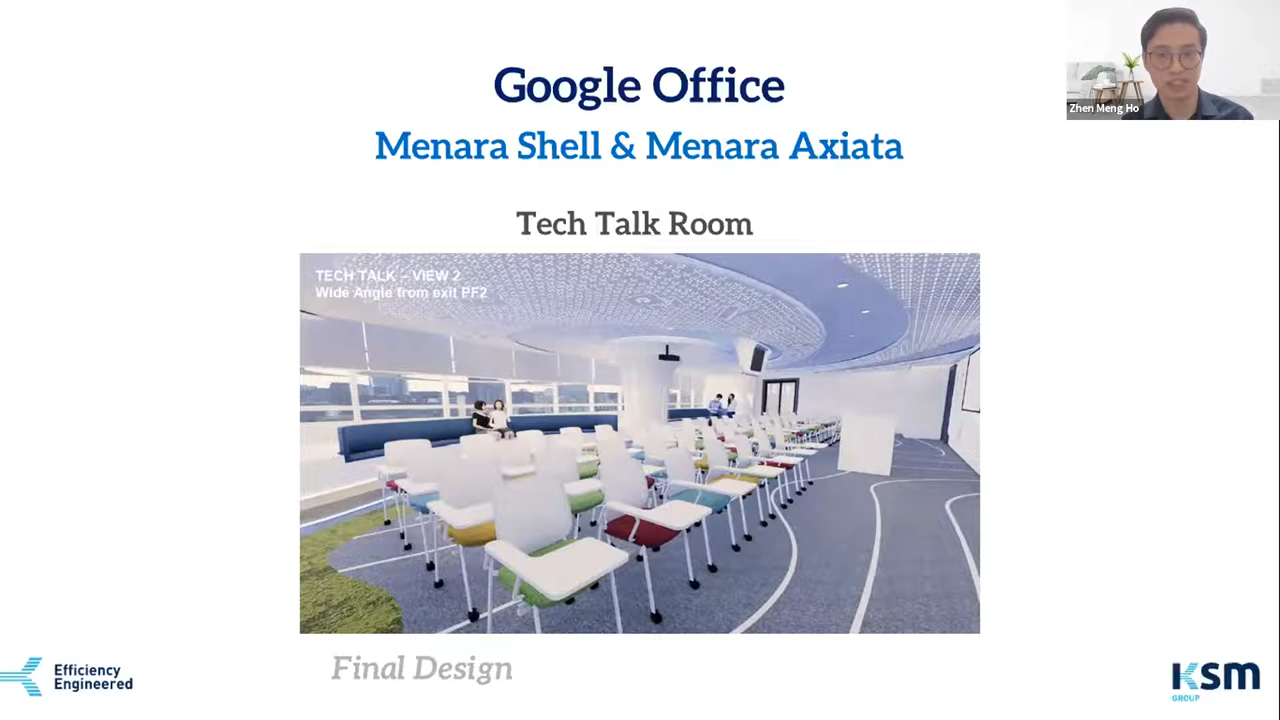 Google Office
Menara Shell & Menara Axiata
Zhen Meng Ho
Tech Talk Room
TECH TALK – VIEW 2
Wide Angle from exit PF2
Final Design
Efficiency
Engineered
KSM
GROUP